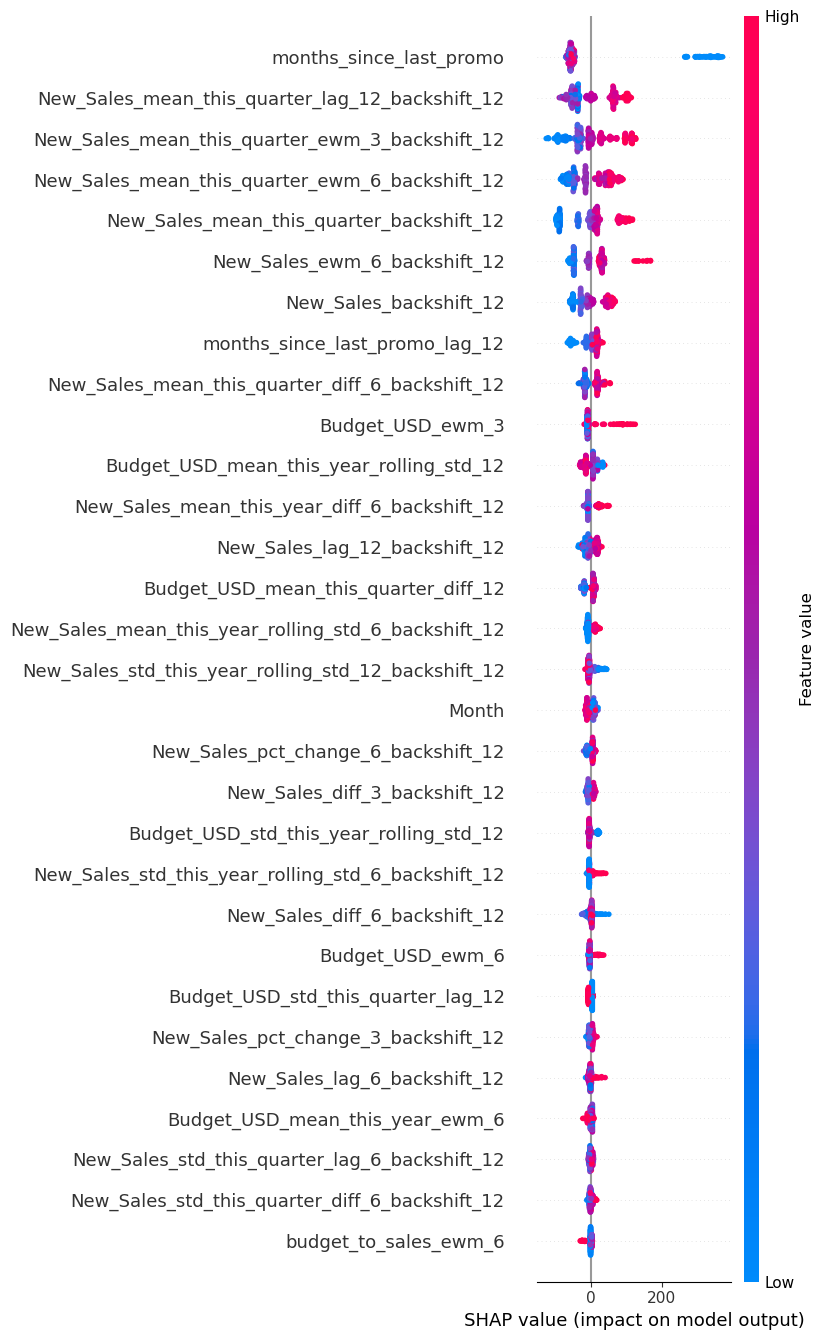 High
months_since_last_promo
New_Sales_mean_this_quarter_lag_12_backshift_12
New_Sales_mean_this_quarter_ewm_3_backshift_12
New_Sales_mean_this_quarter_ewm_6_backshift_12
New_Sales_mean_this_quarter_backshift_12
New_Sales_ewm_6_backshift_12
New_Sales_backshift_12
months_since_last_promo_lag_12
New_Sales_mean_this_quarter_diff_6_backshift_12
Budget_USD_ewm_3
Budget_USD_mean_this_year_rolling_std_12
New_Sales_mean_this_year_diff_6_backshift_12
New_Sales_lag_12_backshift_12
Budget_USD_mean_this_quarter_diff_12
New_Sales_mean_this_year_rolling_std_6_backshift_12
New_Sales_std_this_year_rolling_std_12_backshift_12
Month
New_Sales_pct_change_6_backshift_12
New_Sales_diff_3_backshift_12
Budget_USD_std_this_year_rolling_std_12
New_Sales_std_this_year_rolling_std_6_backshift_12
New_Sales_diff_6_backshift_12
Budget_USD_ewm_6
Budget_USD_std_this_quarter_lag_12
New_Sales_pct_change_3_backshift_12
New_Sales_lag_6_backshift_12
Budget_USD_mean_this_year_ewm_6
New_Sales_std_this_quarter_lag_6_backshift_12
New_Sales_std_this_quarter_diff_6_backshift_12
budget_to_sales_ewm_6
Feature value
Low
0 200
SHAP value (impact on model output)